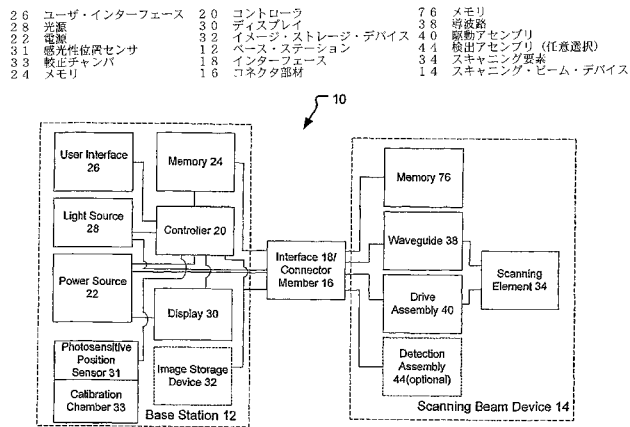 26 ユーザ・インターフェース
28 光源
22 電源
31 感光性位置センサ
33 較正チャンバ
24 メモリ
20 コントローラ
30 ディスプレイ
32 イメージ・ストレージ・デバイス
12 ベース・ステーション
18 インターフェース
16 コネクタ部材
76 メモリ
38 導波路
40 駆動アセンブリ
44 検出アセンブリ（任意選択）
34 スキャニング要素
14 スキャニング・ビーム・デバイス
10
User Interface
26
Memory 24
Light Source
28
Controller 20
Power Source
22
Display 30
Photosensitive
Position
Sensor 31
Calibration
Chamber 33
Image Storage
Device 32
Base Station 12
Interface 18/
Connector
Member 16
Memory 76
Waveguide 38
Drive
Assembly 40
Detection
Assembly
44(optional)
Scanning
Element 34
Scanning Beam Device 14